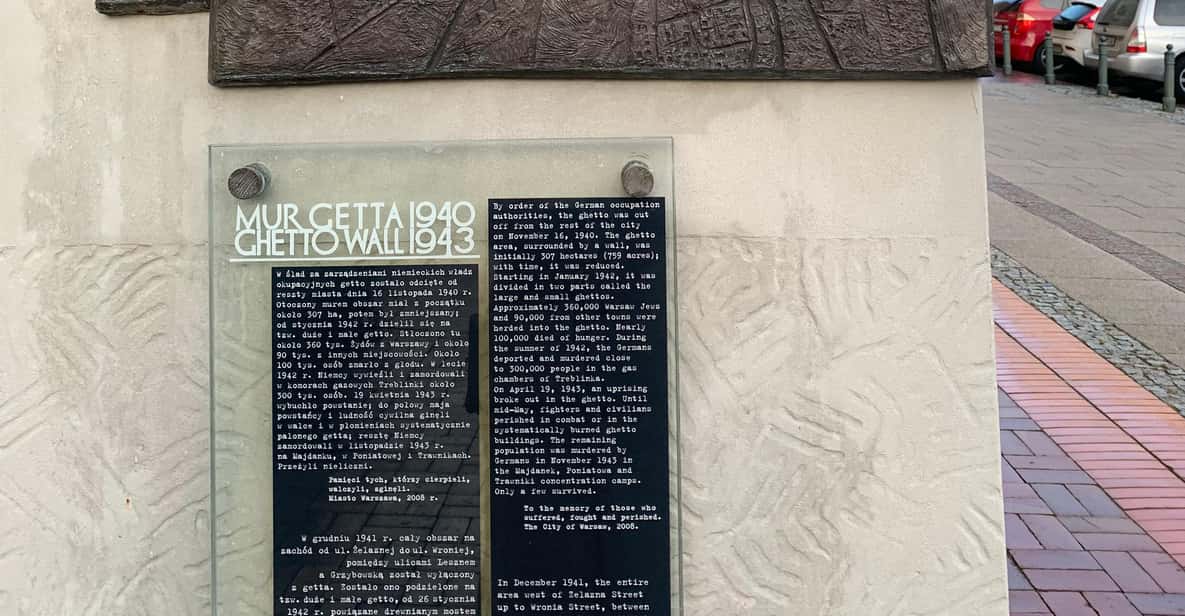 MUR GETTA 1940
GHETTO WALL 1943
W ślad za zarządzeniami niemieckich władz
okupacyjnych getto zostało odcięte od
reszty miasta dnia 16 listopada 1940 r.
Otoczony murem obszar miał z początku
około 307 ha, potem był zmniejszany;
od stycznia 1942 r. dzielił się na
tzw. duże i małe getto. Stłoczono tu
około 360 tys. Żydów z Warszawy i około
90 tys. z innych miejscowości. Około
100 tys. osób zmarło z głodu. W lecie
1942 r. Niemcy wywieźli i zamordowali
w komorach gazowych Treblinki około
300 tys. osób. 19 kwietnia 1943 r.
wybuchło powstanie; do połowy maja
powstańcy i ludność cywilna ginęli
w walce i w płomieniach systematycznie
palonego getta; resztę Niemcy
zamordowali w listopadzie 1943 r.
na Majdanku, w Poniatowej i Trawnikach.
Przeżyli nieliczni.
Pamięci tych, którzy cierpieli,
walczyli, zginęli.
Miasto Warszawa, 2008 r.
W grudniu 1941 r. cały obszar na
zachód od ul. Żelaznej do ul. Wroniej,
pomiędzy ulicami Lesznem
a Grzybowską został wyłączony
z getta. Zostało ono podzielone na
tzw. duże i małe getto, od 26 stycznia
1942 r. powiązane drewnianym mostem
By order of the German occupation
authorities, the ghetto was cut
off from the rest of the city
on November 16, 1940. The ghetto
area, surrounded by a wall, was
initially 307 hectares (759 acres);
with time, it was reduced.
Starting in January 1942, it was
divided in two parts called the
large and small ghettos.
Approximately 360,000 Warsaw Jews
and 90,000 from other towns were
herded into the ghetto. Nearly
100,000 died of hunger. During
the summer of 1942, the Germans
deported and murdered close
to 300,000 people in the gas
chambers of Treblinka.
On April 19, 1943, an uprising
broke out in the ghetto. Until
mid-May, fighters and civilians
perished in combat or in the
systematically burned ghetto
buildings. The remaining
population was murdered by
Germans in November 1943 in
the Majdanek, Poniatowa and
Trawniki concentration camps.
Only a few survived.
To the memory of those who
suffered, fought and perished.
The City of Warsaw, 2008.
In December 1941, the entire
area west of Żelazna Street
up to Wronia Street, between